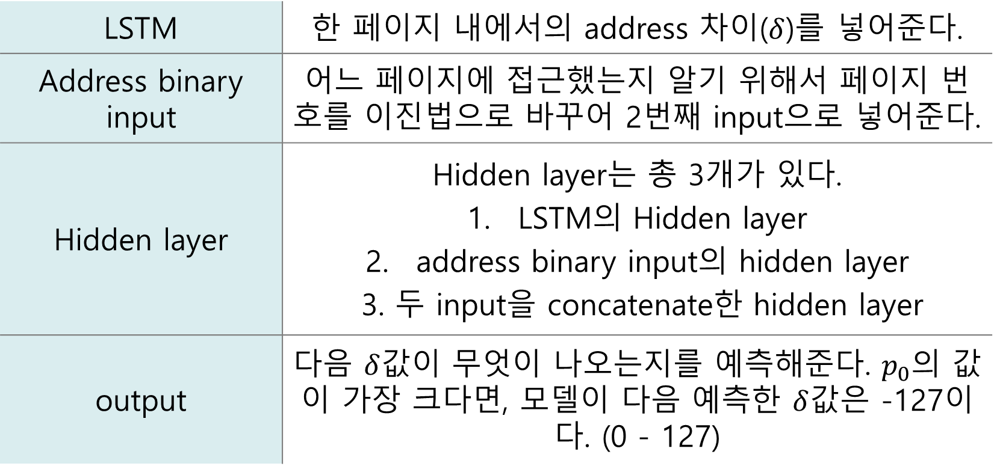 LSTM
한 페이지 내에서의 address 차이(δ)를 넣어준다.
Address binary
input
어느 페이지에 접근했는지 알기 위해서 페이지 번
호를 이진법으로 바꾸어 2번째 input으로 넣어준다.
Hidden layer
Hidden layer는 총 3개가 있다.
1. LSTM의 Hidden layer
2. address binary input의 hidden layer
3. 두 input을 concatenate한 hidden layer
output
다음 δ값이 무엇이 나오는지를 예측해준다. p₀의 값
이 가장 크다면, 모델이 다음 예측한 δ값은 -127이
다. (0 - 127)